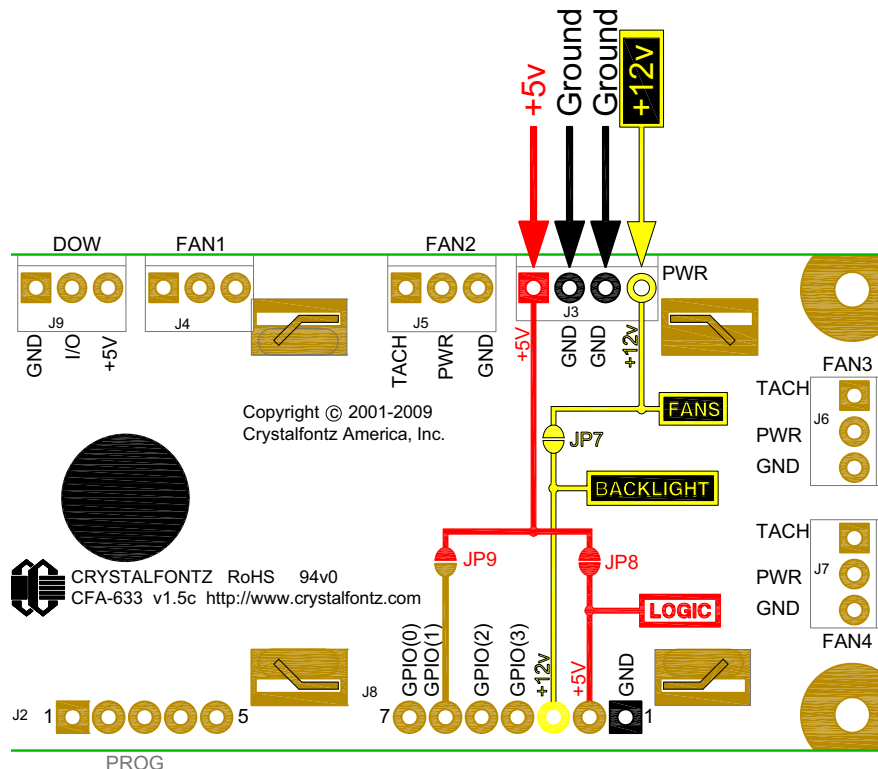 +5v
Ground
Ground
+12v
DOW
FAN1
FAN2
PWR
J9
J4
J5
J3
GND
I/O
+5V
TACH
PWR
GND
+5V
GND
GND
+12v
FAN3
TACH
J6
PWR
GND
FANS
Copyright © 2001-2009
Crystalfontz America, Inc.
JP7
BACKLIGHT
TACH
J7
PWR
GND
FAN4
JP9
JP8
CRYSTALFONTZ RoHS 94v0
CFA-633 v1.5c http://www.crystalfontz.com
LOGIC
GPIO(0)
GPIO(1)
GPIO(2)
GPIO(3)
+12v
+5V
GND
J2
1
5
J8
7
1
PROG